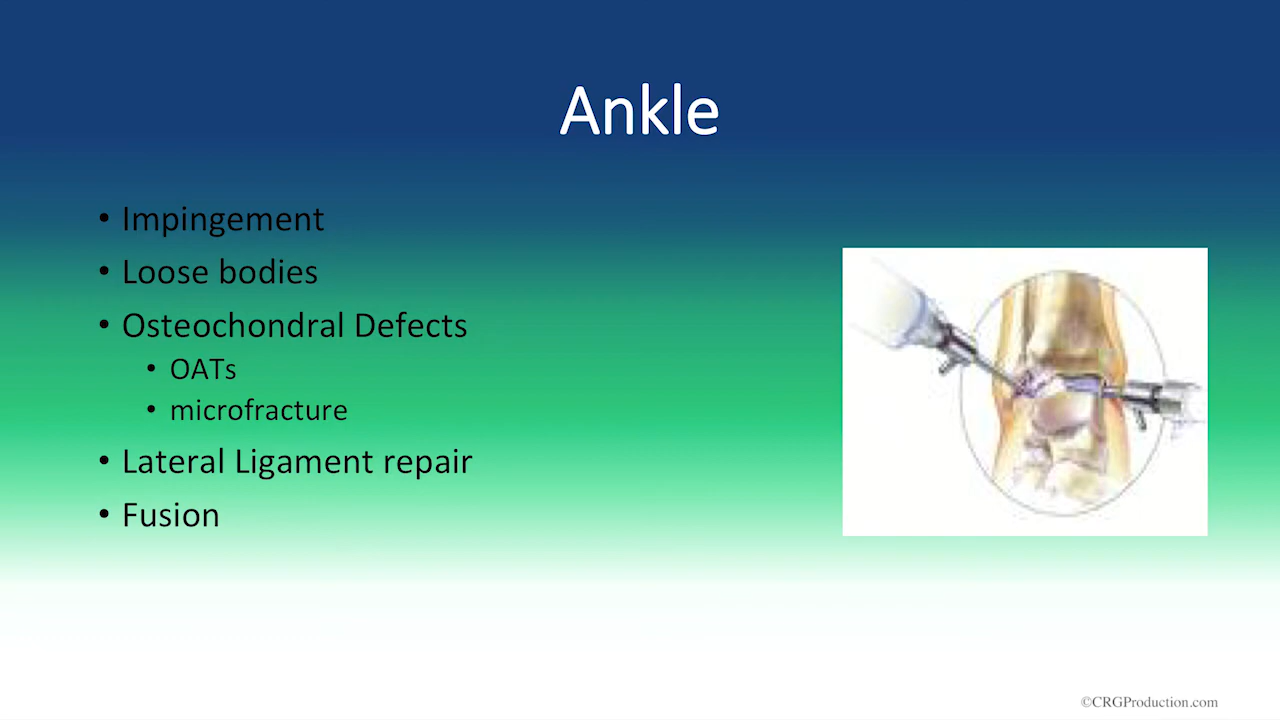 Ankle
• Impingement
• Loose bodies
• Osteochondral Defects
• OATs
• microfracture
• Lateral Ligament repair
• Fusion
©CRGProduction.com